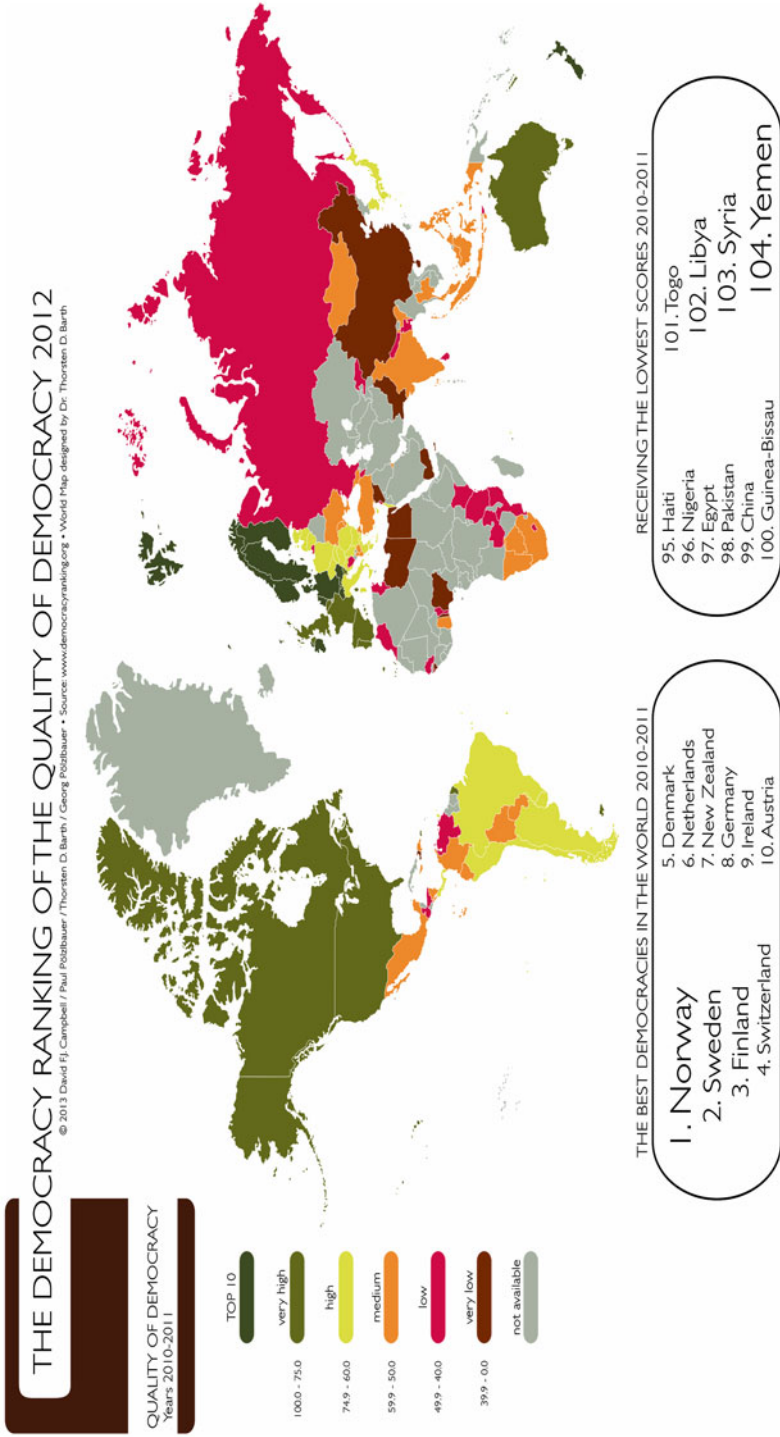 THE DEMOCRACY RANKING OF THE QUALITY OF DEMOCRACY 2012
© 2013 David F.J. Campbell / Paul Pölzlbauer / Thorsten D. Barth / Georg Pölzlbauer • Source: www.democracyranking.org • World Map designed by Dr. Thorsten D. Barth
QUALITY OF DEMOCRACY
Years 2010-2011
TOP 10
100.0 - 75.0 very high
74.9 - 60.0 high
59.9 - 50.0 medium
49.9 - 40.0 low
39.9 - 0.0 very low
not available
THE BEST DEMOCRACIES IN THE WORLD 2010-2011
1. Norway
2. Sweden
3. Finland
4. Switzerland
5. Denmark
6. Netherlands
7. New Zealand
8. Germany
9. Ireland
10. Austria
RECEIVING THE LOWEST SCORES 2010-2011
95. Haiti
96. Nigeria
97. Egypt
98. Pakistan
99. China
100. Guinea-Bissau
101. Togo
102. Libya
103. Syria
104. Yemen